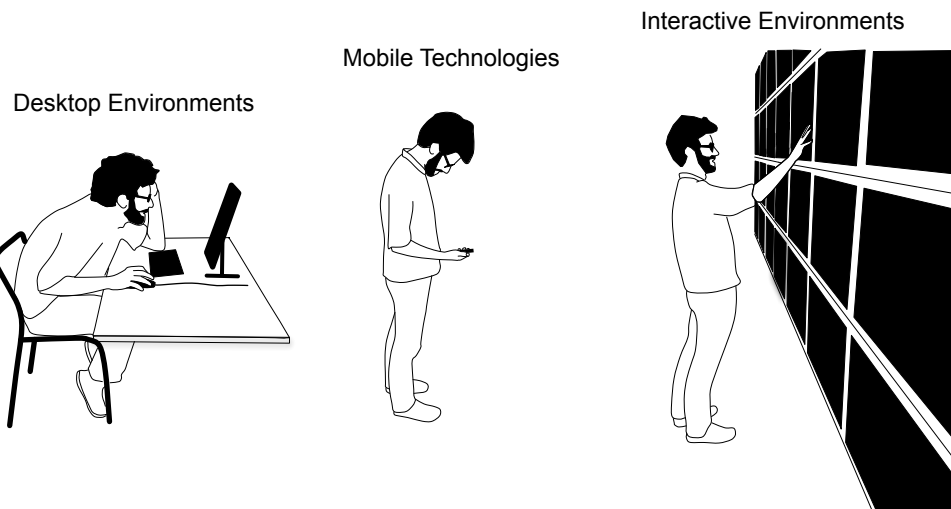 Desktop Environments
Mobile Technologies
Interactive Environments